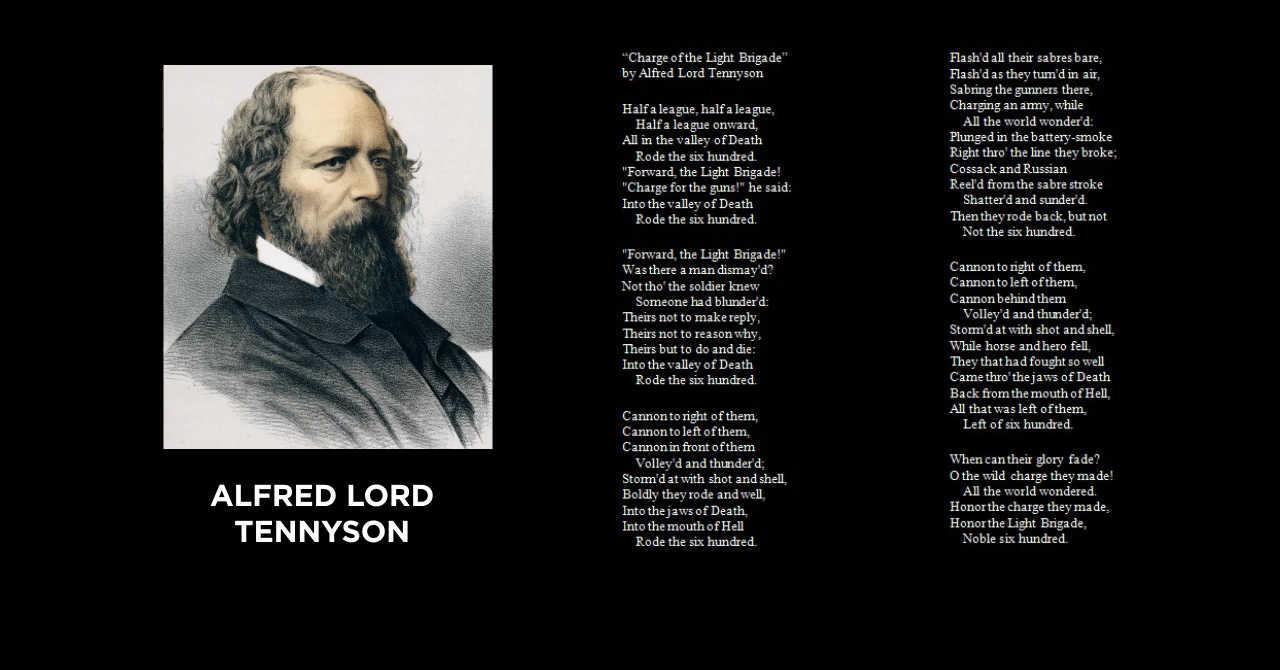 ALFRED LORD
TENNYSON
“Charge of the Light Brigade”
by Alfred Lord Tennyson
Half a league, half a league,
Half a league onward,
All in the valley of Death
Rode the six hundred.
"Forward, the Light Brigade!
"Charge for the guns!" he said:
Into the valley of Death
Rode the six hundred.
"Forward, the Light Brigade!"
Was there a man dismay'd?
Not tho' the soldier knew
Someone had blunder'd:
Theirs not to make reply,
Theirs not to reason why,
Theirs but to do and die:
Into the valley of Death
Rode the six hundred.
Cannon to right of them,
Cannon to left of them,
Cannon in front of them
Volley'd and thunder'd;
Storm'd at with shot and shell,
Boldly they rode and well,
Into the jaws of Death,
Into the mouth of Hell
Rode the six hundred.
Flash'd all their sabres bare,
Flash'd as they turn'd in air,
Sabring the gunners there,
Charging an army, while
All the world wonder'd:
Plunged in the battery-smoke
Right thro' the line they broke;
Cossack and Russian
Reel'd from the sabre stroke
Shatter'd and sunder'd.
Then they rode back, but not
Not the six hundred.
Cannon to right of them,
Cannon to left of them,
Cannon behind them
Volley'd and thunder'd;
Storm'd at with shot and shell,
While horse and hero fell,
They that had fought so well
Came thro' the jaws of Death
Back from the mouth of Hell,
All that was left of them,
Left of six hundred.
When can their glory fade?
O the wild charge they made!
All the world wondered.
Honor the charge they made,
Honor the Light Brigade,
Noble six hundred.